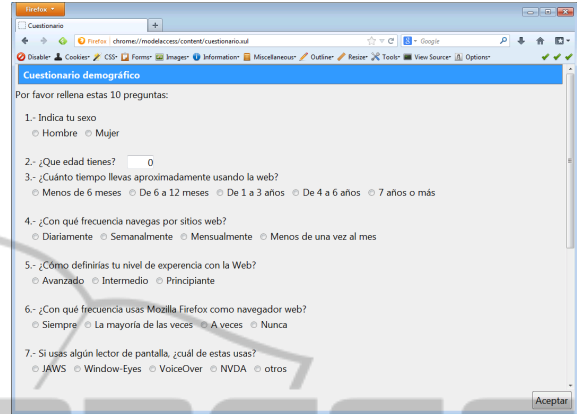 Firefox
Cuestionario
Firefox chrome://modelaccess/content/cuestionario.xul
Google
Disable Cookies CSS Forms Images Information Miscellaneous Outline Resize Tools View Source Options
Cuestionario demográfico
Por favor rellena estas 10 preguntas:
1.- Indica tu sexo
Hombre Mujer
2.- ¿Que edad tienes? 0
3.- ¿Cuánto tiempo llevas aproximadamente usando la web?
Menos de 6 meses De 6 a 12 meses De 1 a 3 años De 4 a 6 años 7 años o más
4.- ¿Con qué frecuencia navegas por sitios web?
Diariamente Semanalmente Mensualmente Menos de una vez al mes
5.- ¿Cómo definirías tu nivel de experencia con la Web?
Avanzado Intermedio Principiante
6.- ¿Con qué frecuencia usas Mozilla Firefox como navegador web?
Siempre La mayoría de las veces A veces Nunca
7.- Si usas algún lector de pantalla, ¿cuál de estas usas?
JAWS Window-Eyes VoiceOver NVDA otros
Aceptar